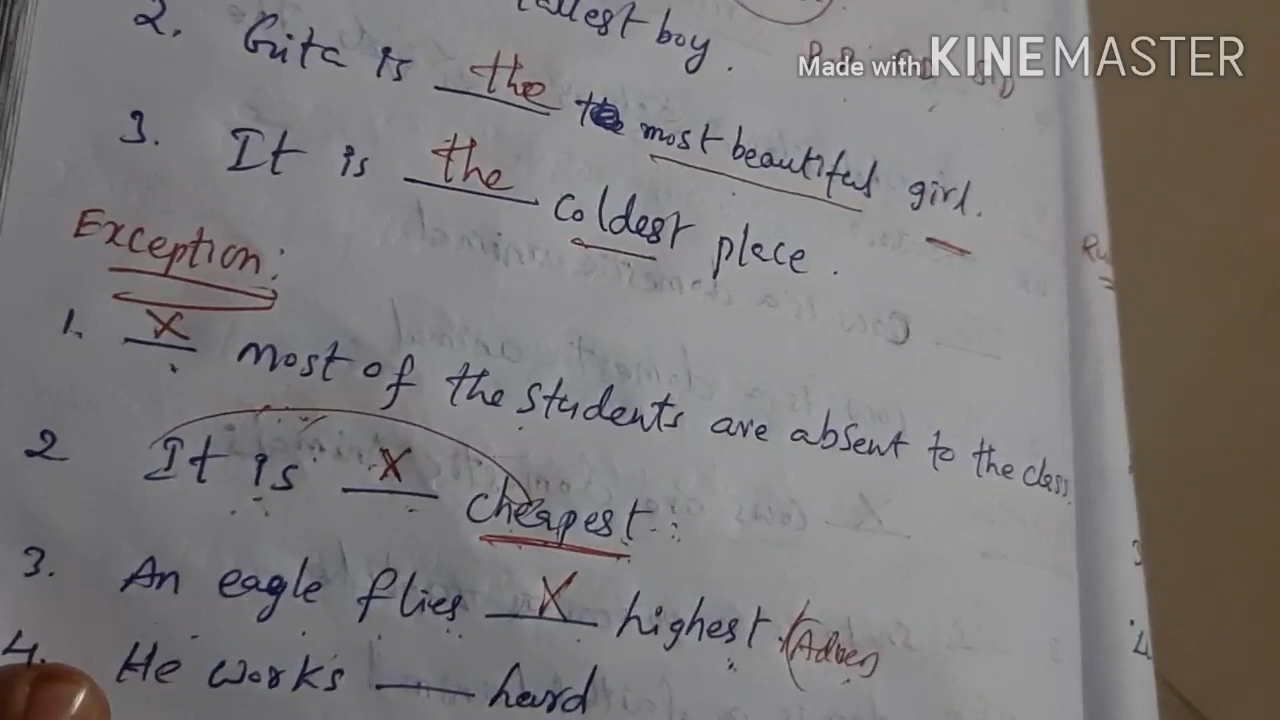 tallest boy.
Made with KINEMASTER
2. Gita is the most beautiful girl.
3. It is the coldest place.
Exception:
1. X most of the students are absent to the class
2 It is X cheapest.
3. An eagle flies X highest. (Adver)
4. He works ___ hard